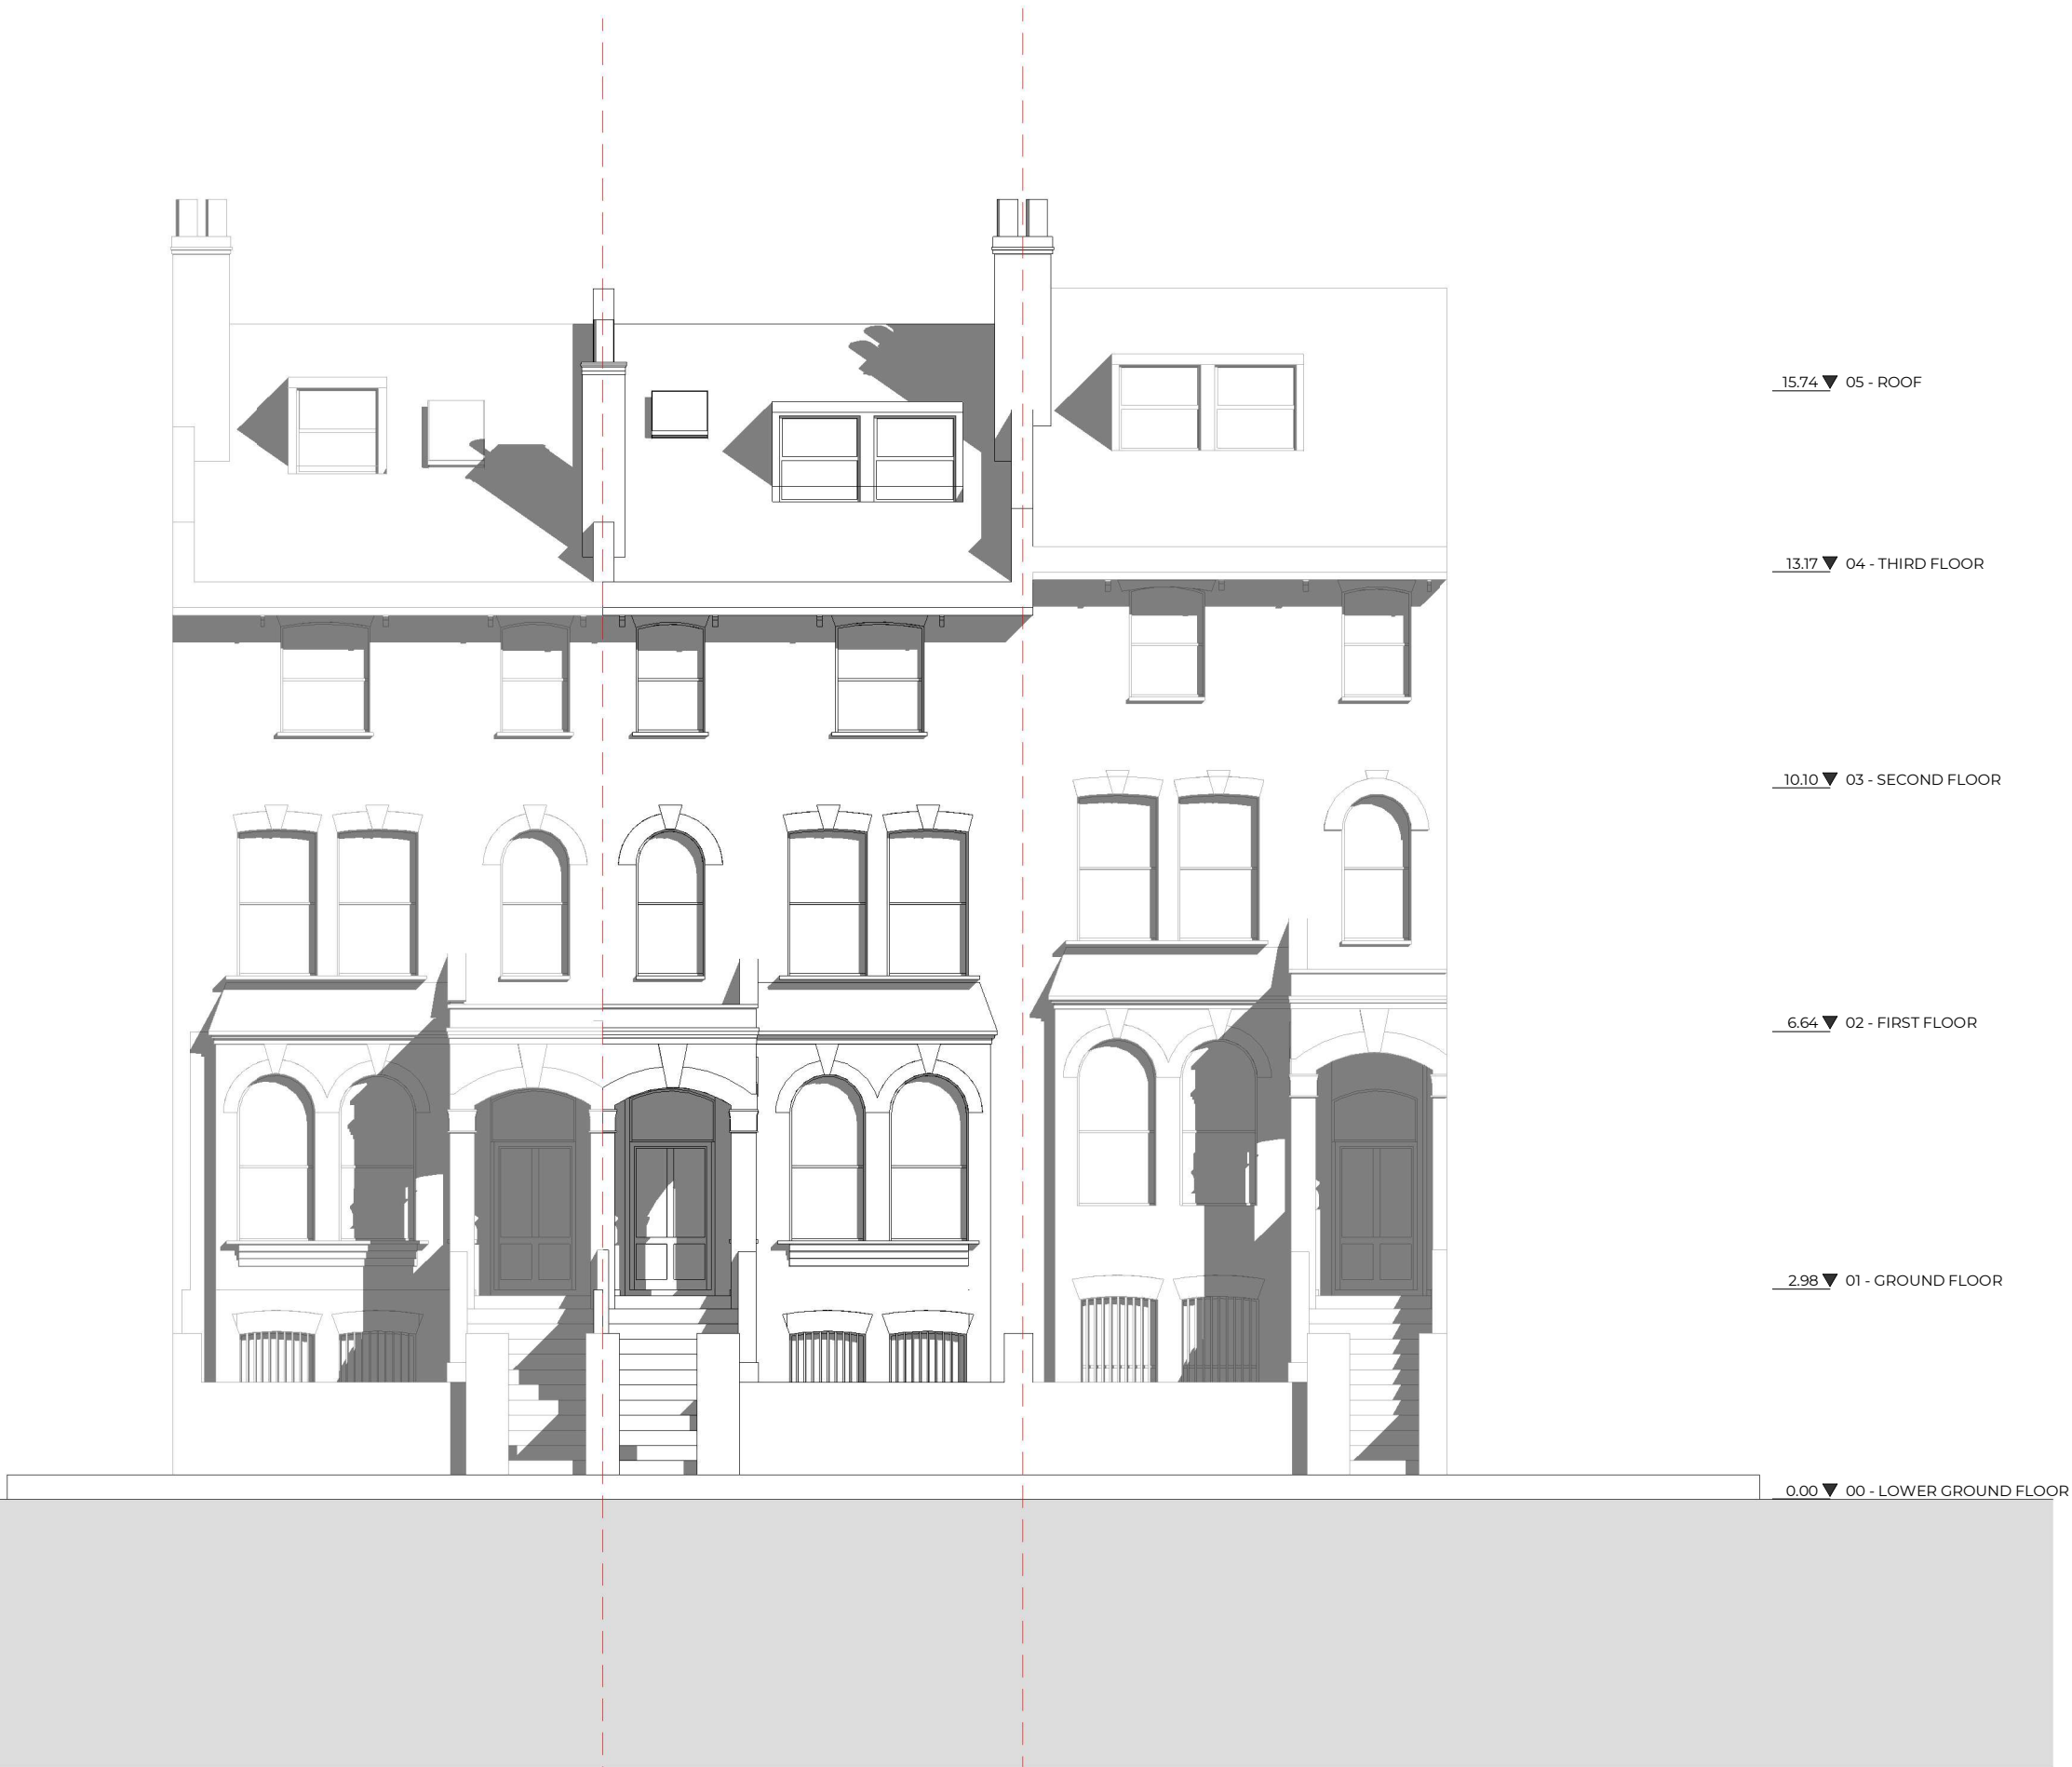 15.74 ▼ 05 - ROOF
13.17 ▼ 04 - THIRD FLOOR
10.10 ▼ 03 - SECOND FLOOR
6.64 ▼ 02 - FIRST FLOOR
2.98 ▼ 01 - GROUND FLOOR
0.00 ▼ 00 - LOWER GROUND FLOOR